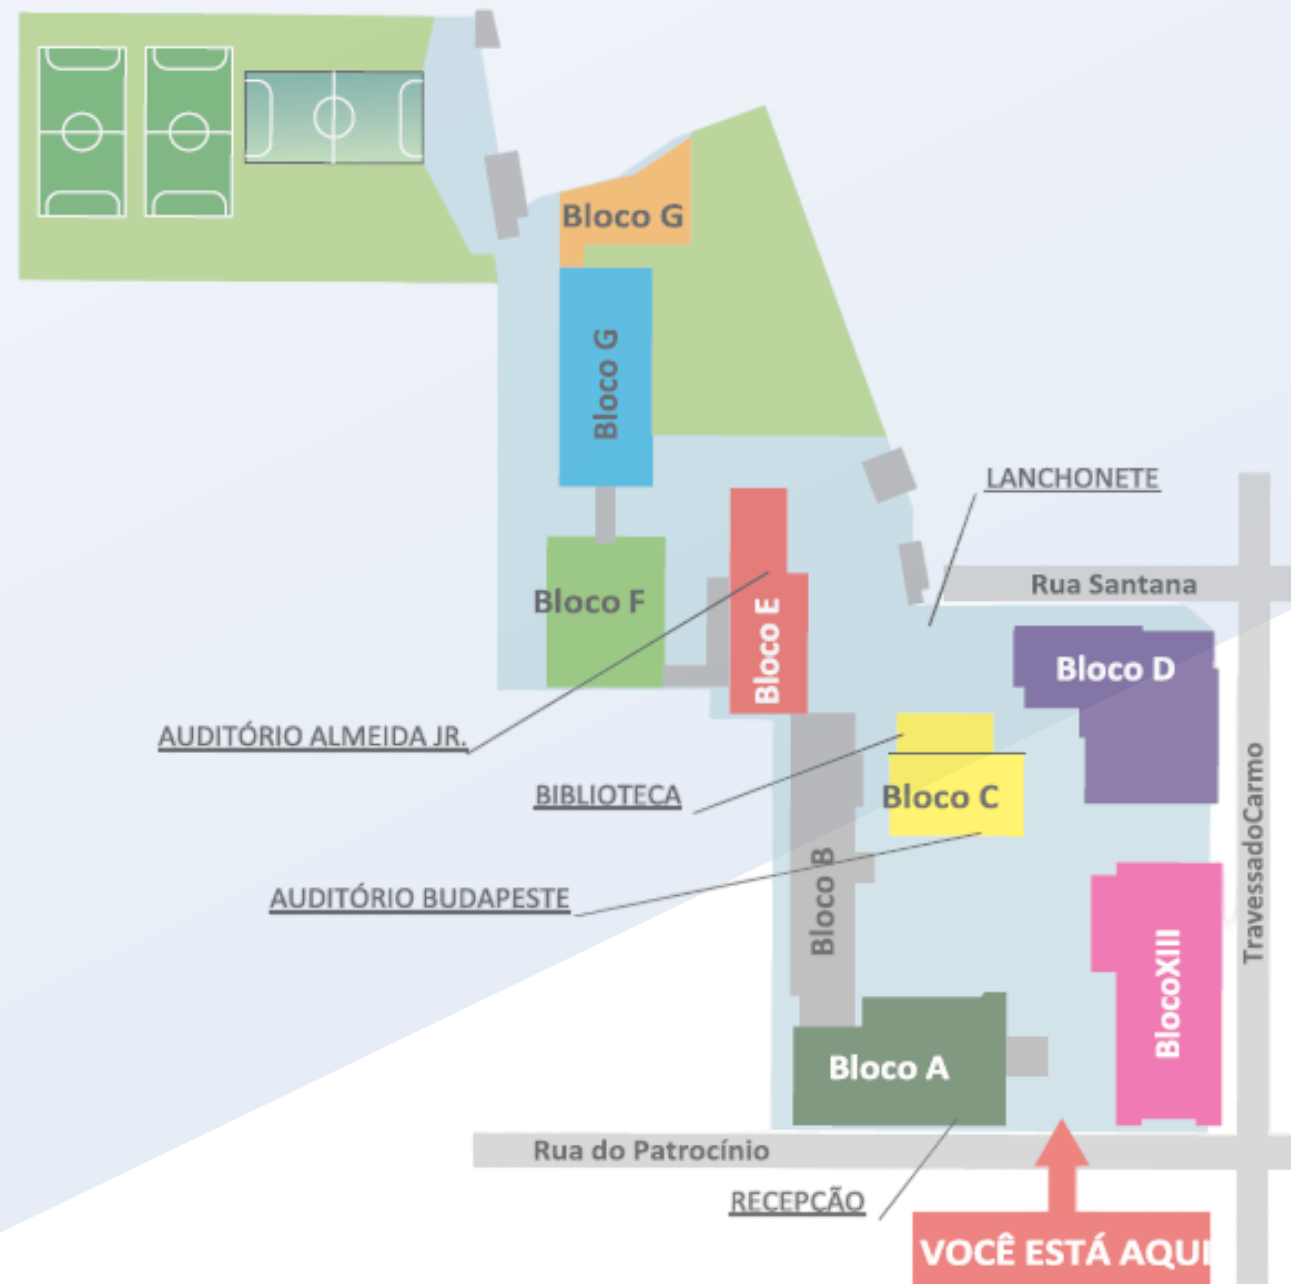 Bloco G
Bloco G
LANCHONETE
Rua Santana
Bloco F
Bloco E
Bloco D
AUDITÓRIO ALMEIDA JR.
BIBLIOTECA
Bloco C
TravessadoCarmo
AUDITÓRIO BUDAPESTE
Bloco B
BlocoXIII
Bloco A
Rua do Patrocínio
RECEPÇÃO
VOCÊ ESTÁ AQUI